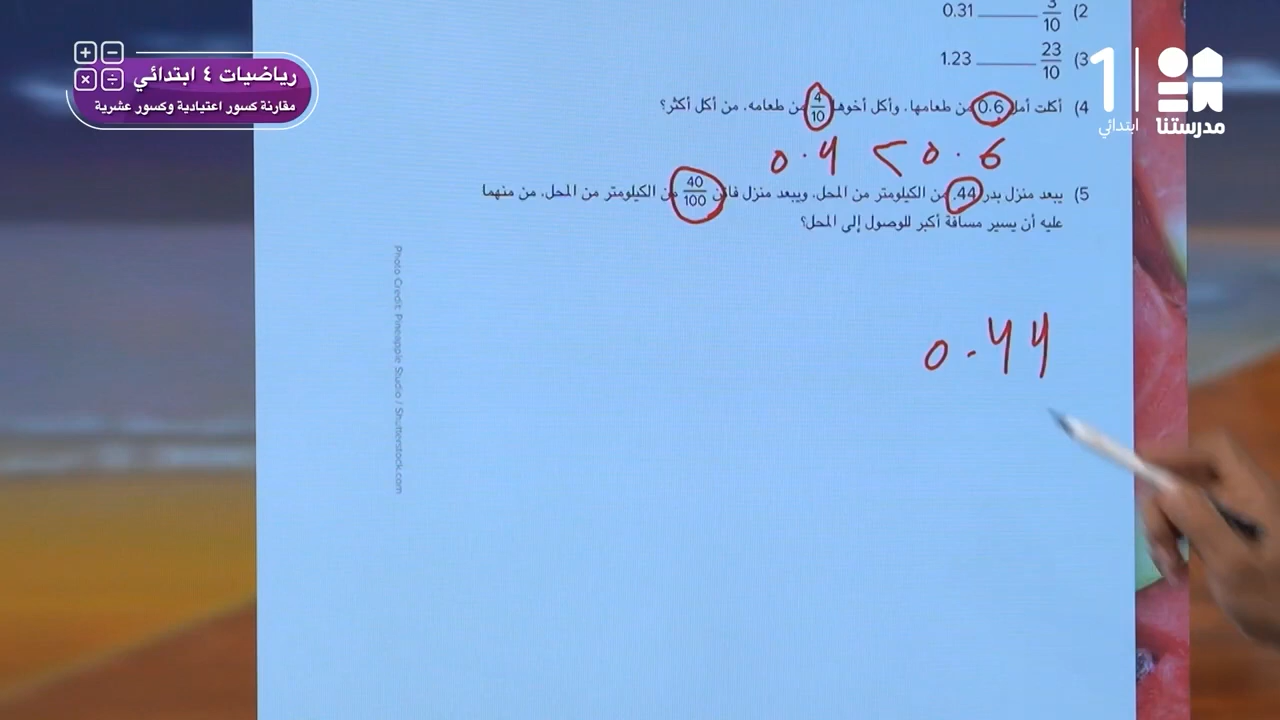 رياضيات ٤ ابتدائي
مقارنة كسور اعتيادية وكسور عشرية
1 ابتدائي
مدرستنا
2) 3/10 ______ 0.31
3) 23/10 ______ 1.23
4) أكلت أمل 0.6 من طعامها، وأكل أخوها 4/10 من طعامه. من أكل أكثر؟
0.4 < 0.6
5) يبعد منزل بدر 44. من الكيلومتر من المحل، ويبعد منزل فاتن 40/100 من الكيلومتر من المحل. من منهما
عليه أن يسير مسافة أكبر للوصول إلى المحل؟
0.44
Photo Credit: Pineapple Studio / Shutterstock.com